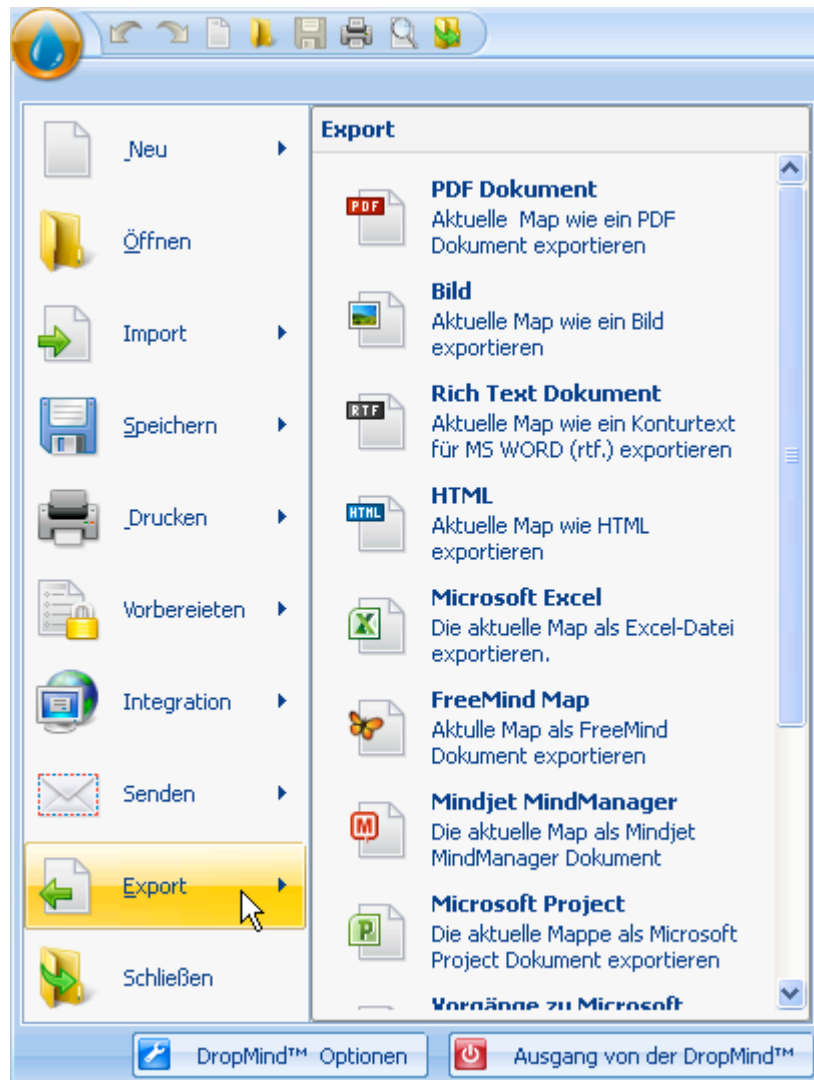 Neu
Öffnen
Import
Speichern
Drucken
Vorbereieten
Integration
Senden
Export
Schließen
Export
PDF
PDF Dokument
Aktuelle Map wie ein PDF
Dokument exportieren
Bild
Aktuelle Map wie ein Bild
exportieren
RTF
Rich Text Dokument
Aktuelle Map wie ein Konturtext
für MS WORD (rtf.) exportieren
HTML
HTML
Aktuelle Map wie HTML
exportieren
Microsoft Excel
Die aktuelle Map als Excel-Datei
exportieren.
FreeMind Map
Aktulle Map als FreeMind
Dokument exportieren
Mindjet MindManager
Die aktuelle Map als Mindjet
MindManager Dokument
Microsoft Project
Die aktuelle Mappe als Microsoft
Project Dokument exportieren
Vorgänge zu Microsoft
DropMind™ Optionen
Ausgang von der DropMind™